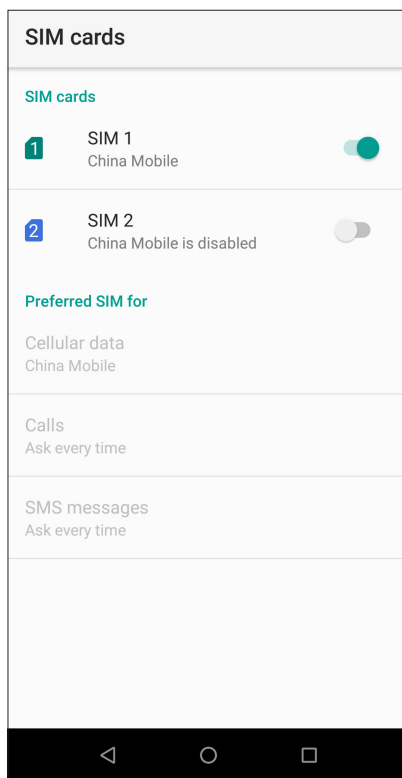 SIM cards
SIM cards
1
SIM 1
China Mobile
2
SIM 2
China Mobile is disabled
Preferred SIM for
Cellular data
China Mobile
Calls
Ask every time
SMS messages
Ask every time